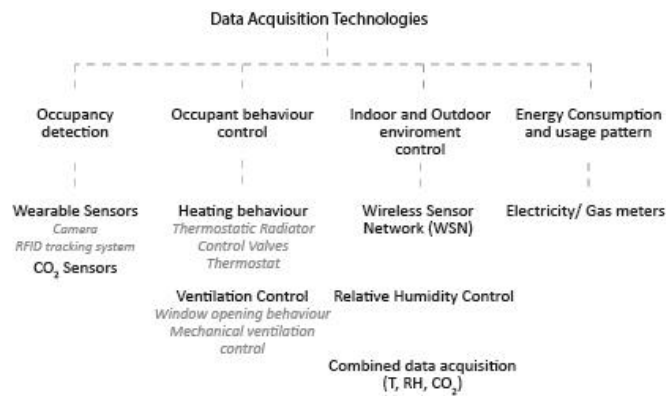 Data Acquisition Technologies
Occupancy
detection
Occupant behaviour
control
Indoor and Outdoor
enviroment
control
Energy Consumption
and usage pattern
Wearable Sensors
Camera
RFID tracking system
CO₂ Sensors
Heating behaviour
Thermostatic Radiator
Control Valves
Thermostat
Ventilation Control
Window opening behaviour
Mechanical ventilation
control
Wireless Sensor
Network (WSN)
Relative Humidity Control
Combined data acquisition
(T, RH, CO₂)
Electricity/ Gas meters